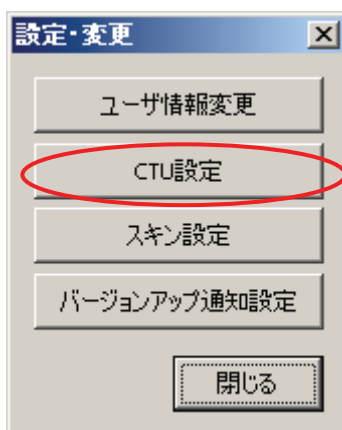 設定・変更
ユーザ情報変更
CTU設定
スキン設定
バージョンアップ通知設定
閉じる